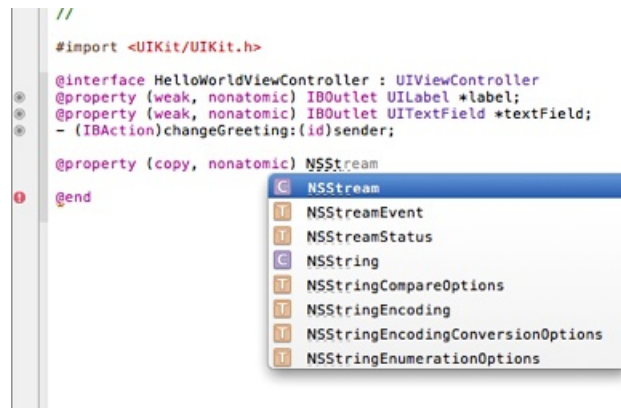 //
#import <UIKit/UIKit.h>
@interface HelloWorldViewController : UIViewController
@property (weak, nonatomic) IBOutlet UILabel *label;
@property (weak, nonatomic) IBOutlet UITextField *textField;
- (IBAction)changeGreeting:(id)sender;
@property (copy, nonatomic) NSStream
C NSStream
T NSStreamEvent
T NSStreamStatus
C NSString
T NSStringCompareOptions
T NSStringEncoding
T NSStringEncodingConversionOptions
T NSStringEnumerationOptions
@end